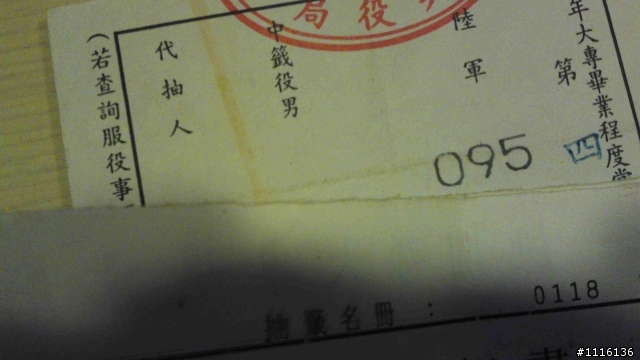 年大專畢業程度
第四
陸軍
095
役局
中籤役男
代抽人
(若查詢服役事
抽籤名冊:
0118
#1116136